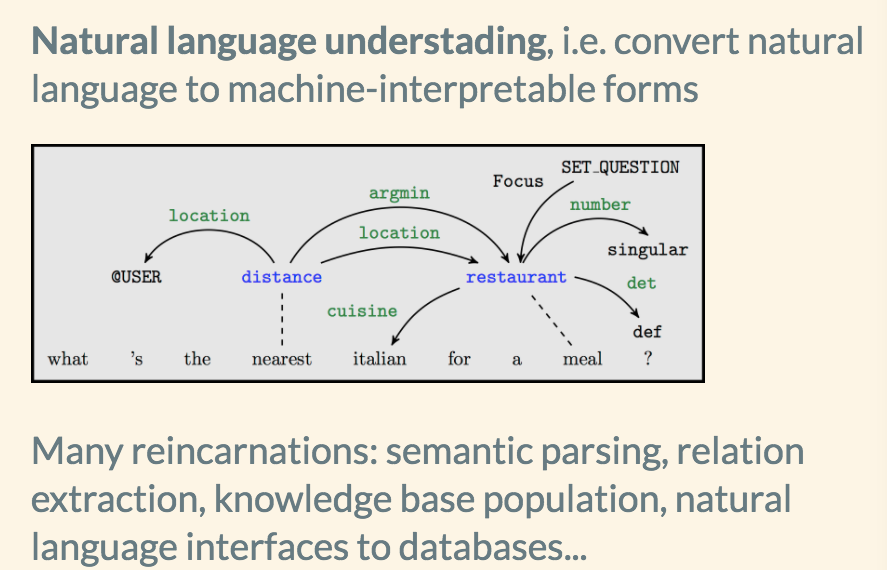 Natural language understading, i.e. convert natural
language to machine-interpretable forms
SET_QUESTION
Focus
argmin
number
location
location
singular
@USER
distance
restaurant
det
cuisine
def
what 's the nearest italian for a meal ?
Many reincarnations: semantic parsing, relation
extraction, knowledge base population, natural
language interfaces to databases...